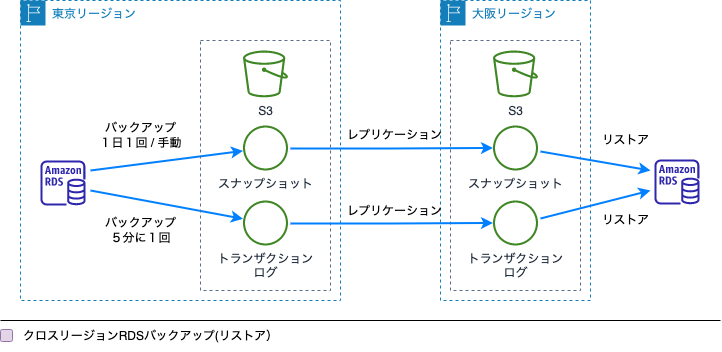 東京リージョン
大阪リージョン
S3
S3
バックアップ
１日１回 / 手動
レプリケーション
リストア
Amazon
RDS
スナップショット
スナップショット
Amazon
RDS
バックアップ
５分に１回
レプリケーション
リストア
トランザクション
ログ
トランザクション
ログ
クロスリージョンRDSバックアップ(リストア）